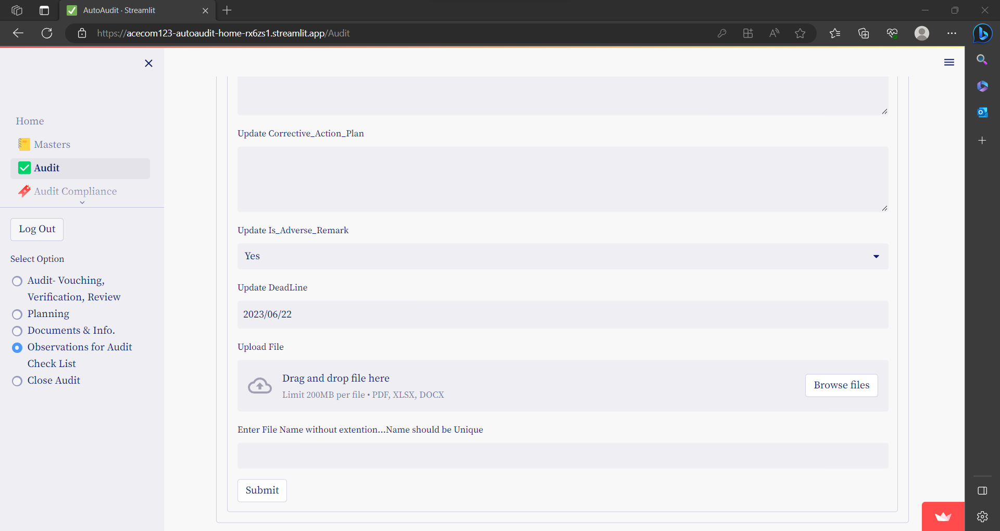 AutoAudit · Streamlit
https://acecom123-autoaudit-home-rx6zs1.streamlit.app/Audit
Home
Masters
Audit
Audit Compliance
Log Out
Select Option
Audit- Vouching,
Verification, Review
Planning
Documents & Info.
Observations for Audit
Check List
Close Audit
Update Corrective_Action_Plan
Update Is_Adverse_Remark
Yes
Update DeadLine
2023/06/22
Upload File
Drag and drop file here
Limit 200MB per file • PDF, XLSX, DOCX
Browse files
Enter File Name without extention...Name should be Unique
Submit